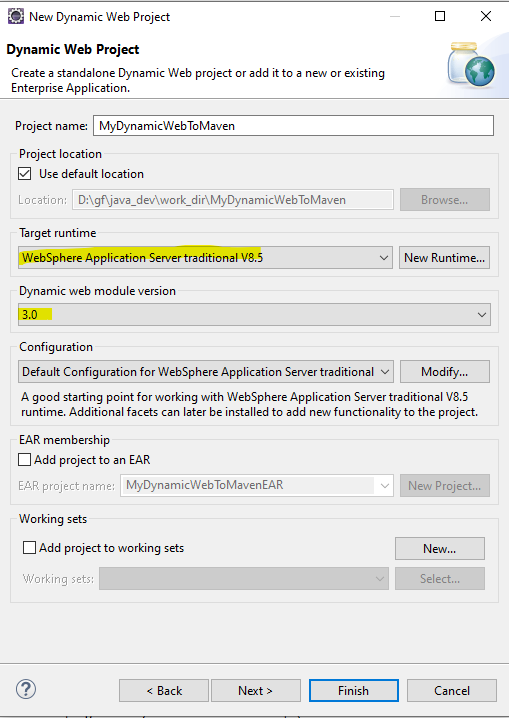 New Dynamic Web Project
Dynamic Web Project
Create a standalone Dynamic Web project or add it to a new or existing
Enterprise Application.
Project name: MyDynamicWebToMaven
Project location
Use default location
Location: D:\gf\java_dev\work_dir\MyDynamicWebToMaven Browse...
Target runtime
WebSphere Application Server traditional V8.5 New Runtime...
Dynamic web module version
3.0
Configuration
Default Configuration for WebSphere Application Server traditional Modify...
A good starting point for working with WebSphere Application Server traditional V8.5
runtime. Additional facets can later be installed to add new functionality to the project.
EAR membership
Add project to an EAR
EAR project name: MyDynamicWebToMavenEAR New Project...
Working sets
Add project to working sets New...
Working sets: Select...
? < Back Next > Finish Cancel